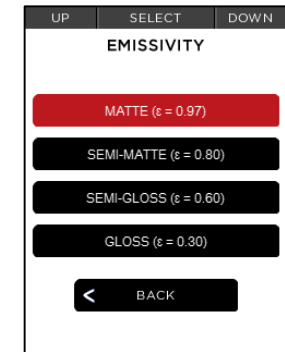 UP SELECT DOWN
EMISSIVITY
MATTE (ε = 0.97)
SEMI-MATTE (ε = 0.80)
SEMI-GLOSS (ε = 0.60)
GLOSS (ε = 0.30)
< BACK